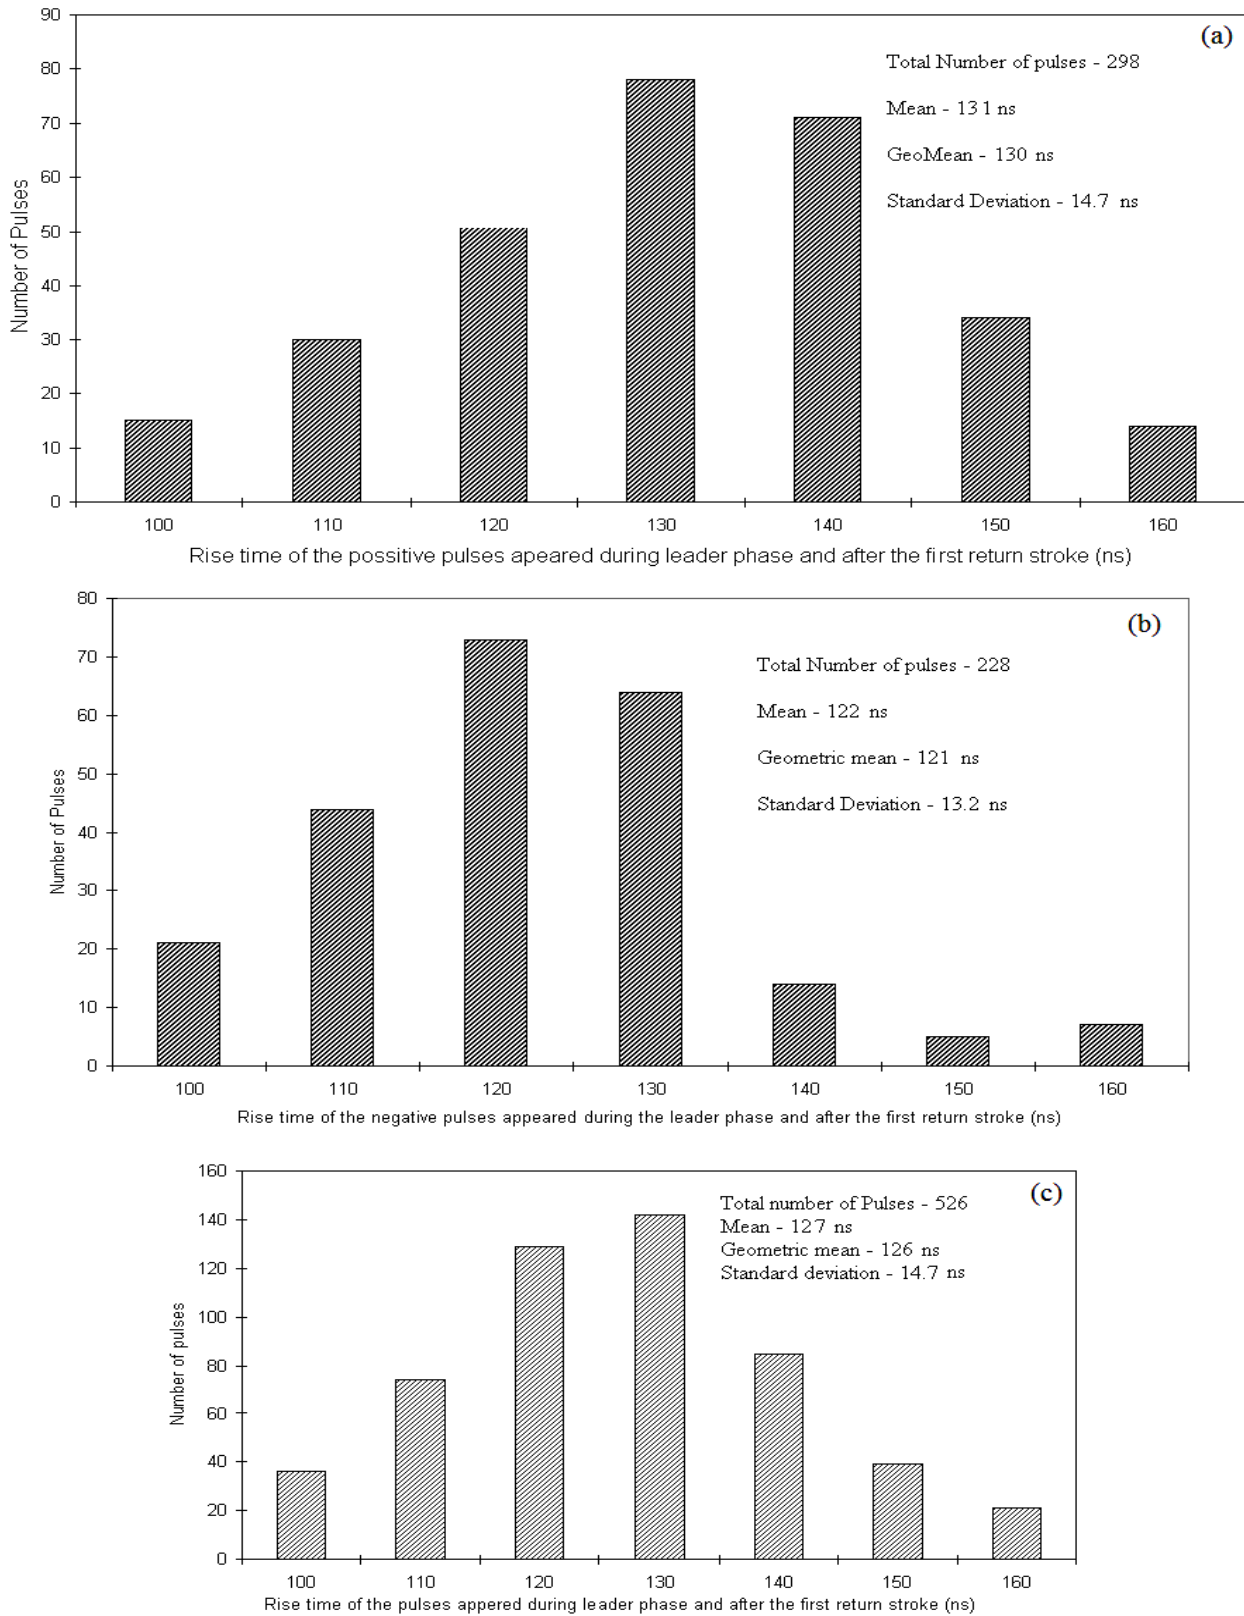 (a)
Total Number of pulses - 298
Mean - 131 ns
GeoMean - 130 ns
Standard Deviation - 14.7 ns
Number of Pulses
90
80
70
60
50
40
30
20
10
0
100 110 120 130 140 150 160
Rise time of the possitive pulses apeared during leader phase and after the first return stroke (ns)
(b)
Total Number of pulses - 228
Mean - 122 ns
Geometric mean - 121 ns
Standard Deviation - 13.2 ns
Number of Pulses
80
70
60
50
40
30
20
10
0
100 110 120 130 140 150 160
Rise time of the negative pulses appeared during the leader phase and after the first return stroke (ns)
(c)
Total number of Pulses - 526
Mean - 127 ns
Geometric mean - 126 ns
Standard deviation - 14.7 ns
Number of pulses
160
140
120
100
80
60
40
20
0
100 110 120 130 140 150 160
Rise time of the pulses appered during leader phase and after the first return stroke (ns)